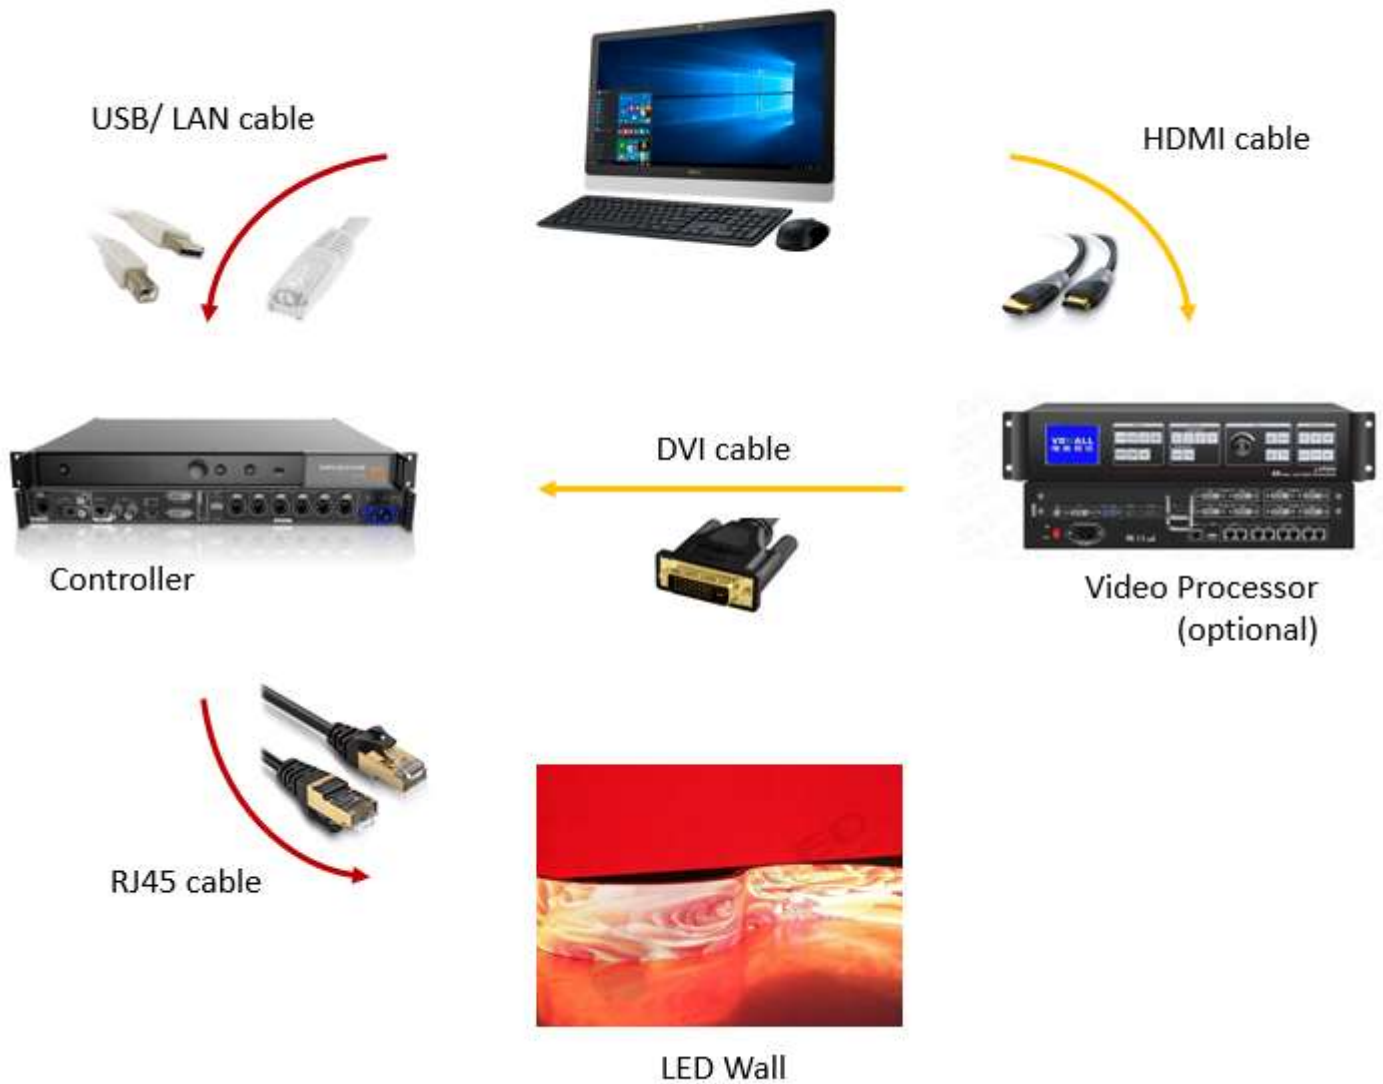 USB/ LAN cable
HDMI cable
DVI cable
Controller
Video Processor
(optional)
RJ45 cable
LED Wall